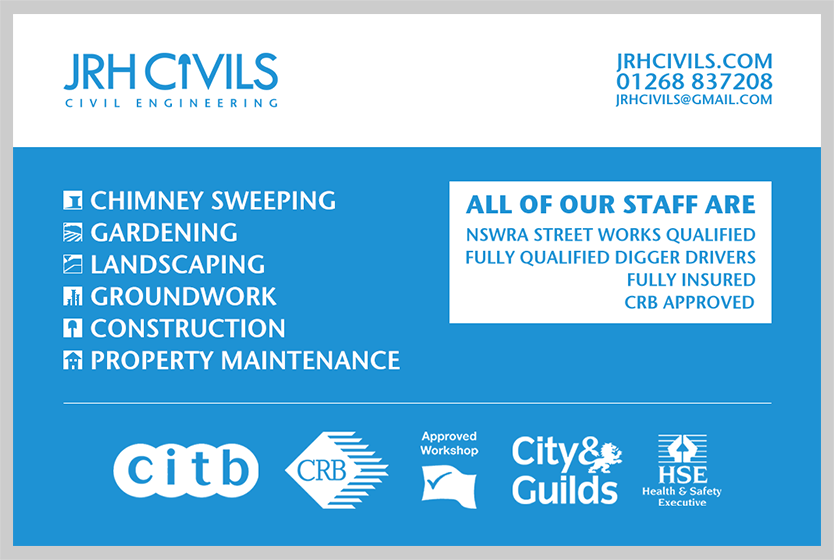 JRH CIVILS
CIVIL ENGINEERING
JRHCIVILS.COM
01268 837208
JRHCIVILS@GMAIL.COM
CHIMNEY SWEEPING
GARDENING
LANDSCAPING
GROUNDWORK
CONSTRUCTION
PROPERTY MAINTENANCE
ALL OF OUR STAFF ARE
NSWRA STREET WORKS QUALIFIED
FULLY QUALIFIED DIGGER DRIVERS
FULLY INSURED
CRB APPROVED
citb
CRB
Approved
Workshop
City&
Guilds
HSE
Health & Safety
Executive